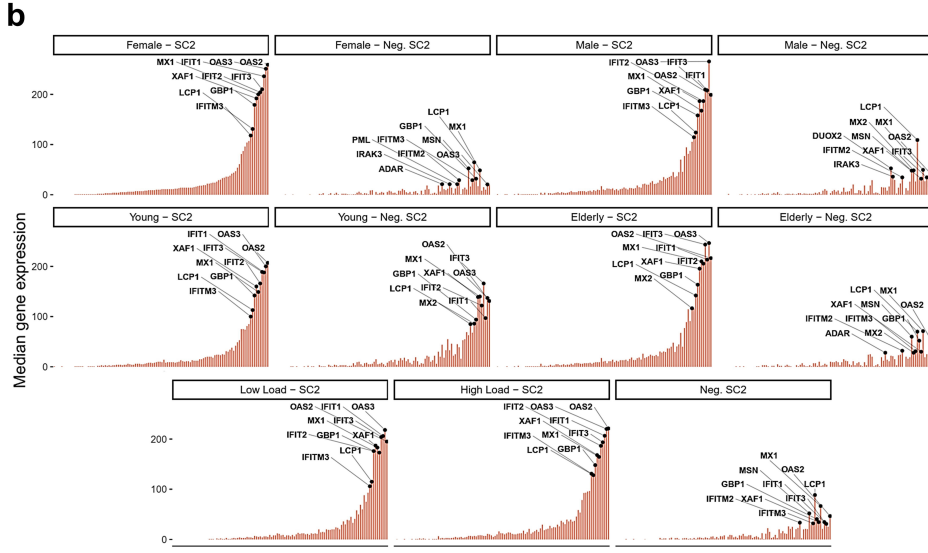 b
Median gene expression
Female – SC2
Female – Neg. SC2
Male – SC2
Male – Neg. SC2
200
100
0
MX1 IFIT1 OAS3 OAS2
XAF1 IFIT2 IFIT3
GBP1
LCP1
IFITM3
LCP1
GBP1 MX1
PML IFITM3 MSN
IRAK3 IFITM2 OAS3
ADAR
IFIT2 OAS3 IFIT3
MX1 OAS2 IFIT1
GBP1 XAF1
IFITM3 LCP1
LCP1
MX2 MX1
DUOX2 MSN OAS2
IFITM2 XAF1 IFIT3
IRAK3
Young – SC2
Young – Neg. SC2
Elderly – SC2
Elderly – Neg. SC2
200
100
0
IFIT1 OAS3
XAF1 IFIT3 OAS2
MX1 IFIT2
LCP1 GBP1
IFITM3
OAS2
MX1 IFIT3
GBP1 XAF1 OAS3
LCP1 IFIT2
MX2 IFIT1
OAS2 IFIT3 OAS3
MX1 IFIT1
LCP1 XAF1 IFIT2
MX2 GBP1
LCP1 MX1
XAF1 MSN OAS2
IFITM2 IFITM3 GBP1
ADAR MX2
Low Load – SC2
High Load – SC2
Neg. SC2
200
100
0
OAS2 IFIT1 OAS3
MX1 IFIT3
IFIT2 GBP1 XAF1
IFITM3 LCP1
IFIT2 OAS3 OAS2
XAF1 IFIT1
IFITM3 MX1 IFIT3
LCP1 GBP1
MX1
MSN OAS2
GBP1 IFIT1 LCP1
IFITM2 XAF1 IFIT3
IFITM3